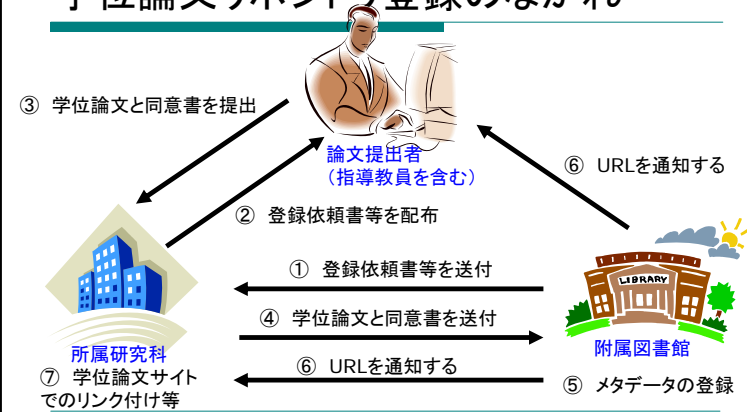 学位論文リポジトリ登録のながれ
③ 学位論文と同意書を提出
論文提出者
（指導教員を含む）
⑥ URLを通知する
② 登録依頼書等を配布
① 登録依頼書等を送付
LIBRARY
④ 学位論文と同意書を送付
所属研究科
附属図書館
⑥ URLを通知する
⑦ 学位論文サイト
でのリンク付け等
⑤ メタデータの登録